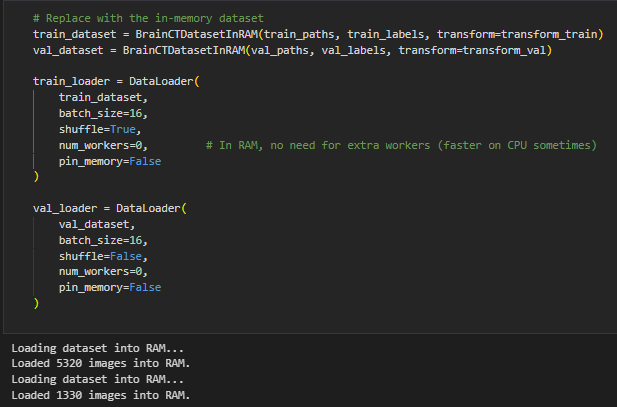 # Replace with the in-memory dataset
train_dataset = BrainCTDatasetInRAM(train_paths, train_labels, transform=transform_train)
val_dataset = BrainCTDatasetInRAM(val_paths, val_labels, transform=transform_val)

train_loader = DataLoader(
    train_dataset,
    batch_size=16,
    shuffle=True,
    num_workers=0,         # In RAM, no need for extra workers (faster on CPU sometimes)
    pin_memory=False
)

val_loader = DataLoader(
    val_dataset,
    batch_size=16,
    shuffle=False,
    num_workers=0,
    pin_memory=False
)

Loading dataset into RAM...
Loaded 5320 images into RAM.
Loading dataset into RAM...
Loaded 1330 images into RAM.